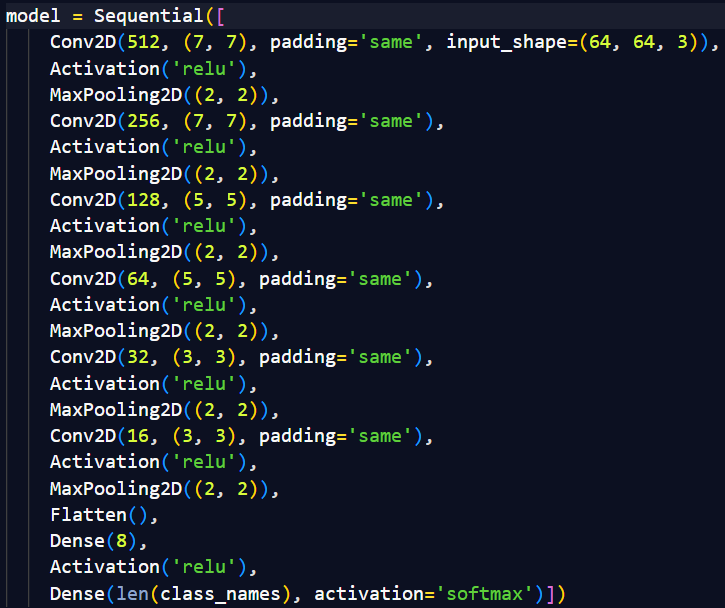 model = Sequential([
    Conv2D(512, (7, 7), padding='same', input_shape=(64, 64, 3)),
    Activation('relu'),
    MaxPooling2D((2, 2)),
    Conv2D(256, (7, 7), padding='same'),
    Activation('relu'),
    MaxPooling2D((2, 2)),
    Conv2D(128, (5, 5), padding='same'),
    Activation('relu'),
    MaxPooling2D((2, 2)),
    Conv2D(64, (5, 5), padding='same'),
    Activation('relu'),
    MaxPooling2D((2, 2)),
    Conv2D(32, (3, 3), padding='same'),
    Activation('relu'),
    MaxPooling2D((2, 2)),
    Conv2D(16, (3, 3), padding='same'),
    Activation('relu'),
    MaxPooling2D((2, 2)),
    Flatten(),
    Dense(8),
    Activation('relu'),
    Dense(len(class_names), activation='softmax')])